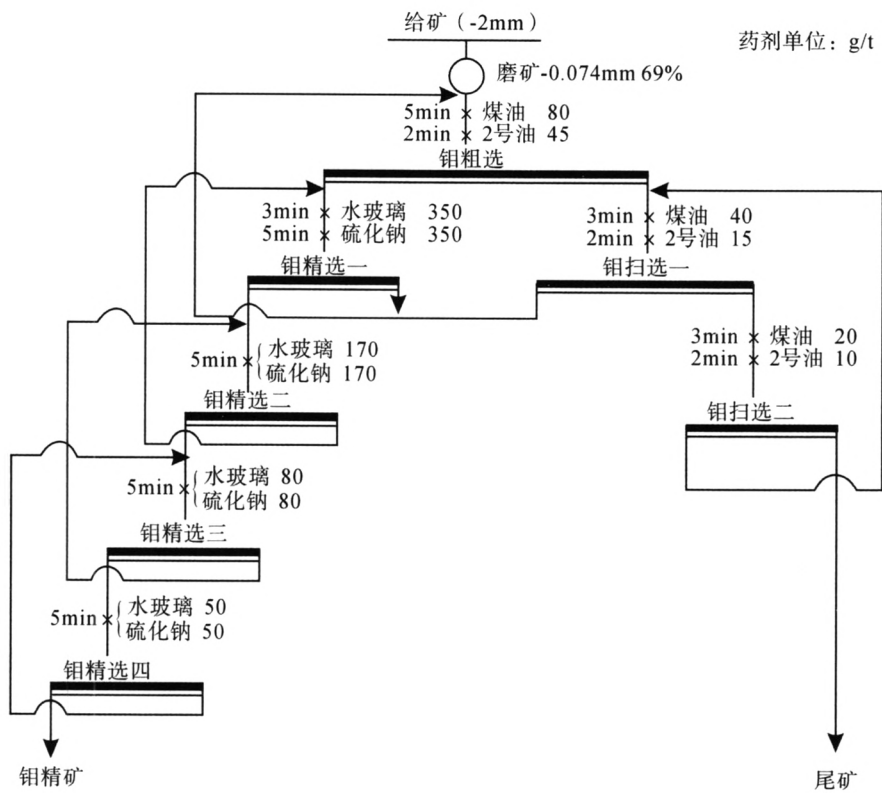 给矿（-2mm）
药剂单位：g/t
磨矿-0.074mm 69%
5min 煤油 80
2min 2号油 45
钼粗选
3min 水玻璃 350
5min 硫化钠 350
3min 煤油 40
2min 2号油 15
钼精选一
钼扫选一
5min 水玻璃 170
硫化钠 170
3min 煤油 20
2min 2号油 10
钼精选二
钼扫选二
5min 水玻璃 80
硫化钠 80
钼精选三
5min 水玻璃 50
硫化钠 50
钼精选四
钼精矿
尾矿